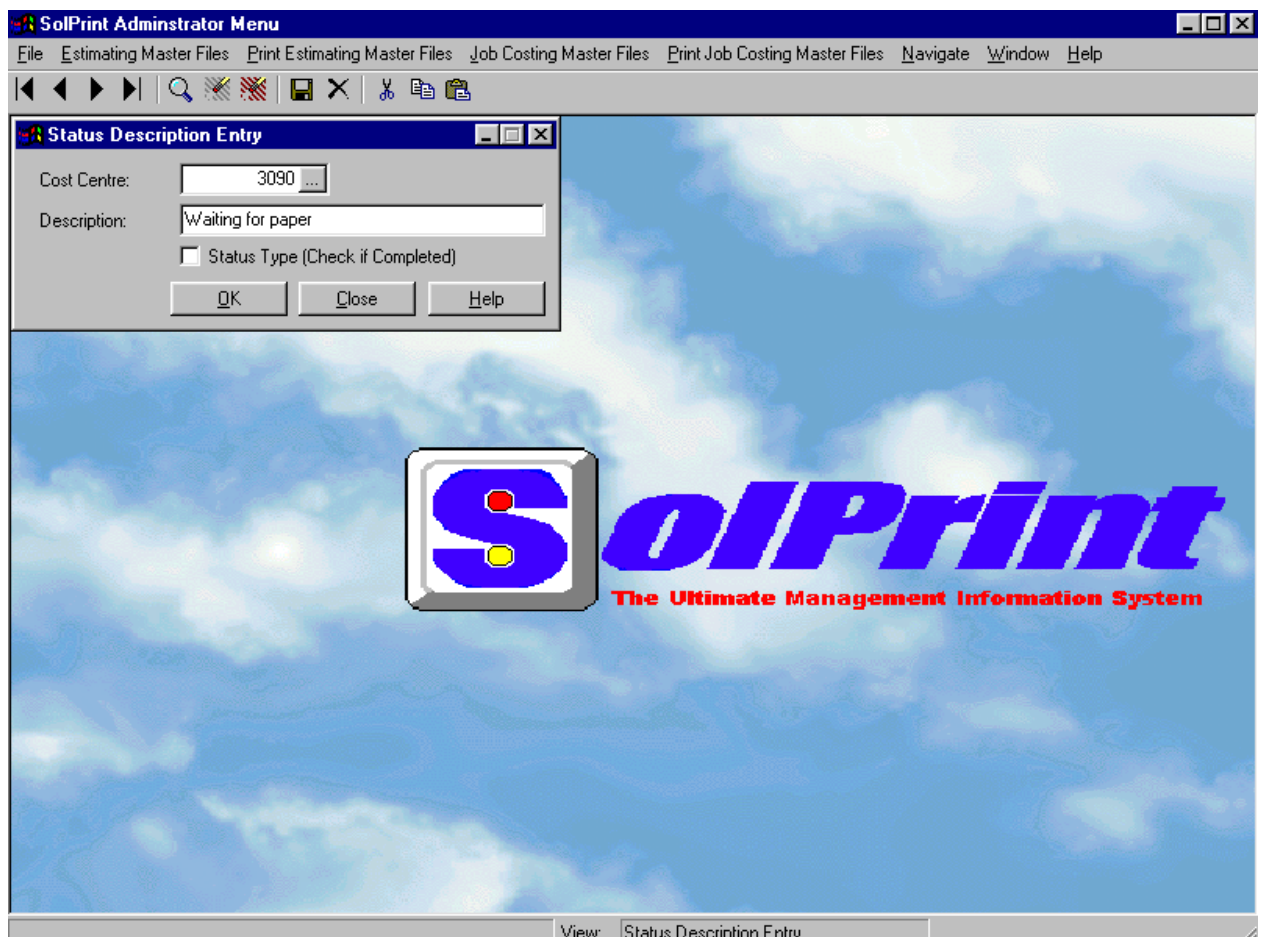 SolPrint Adminstrator Menu
File Estimating Master Files Print Estimating Master Files Job Costing Master Files Print Job Costing Master Files Navigate Window Help
Status Description Entry
Cost Centre: 3090 ...
Description: Waiting for paper
Status Type (Check if Completed)
OK Close Help
SolPrint
The Ultimate Management Information System
View: Status Description Entry